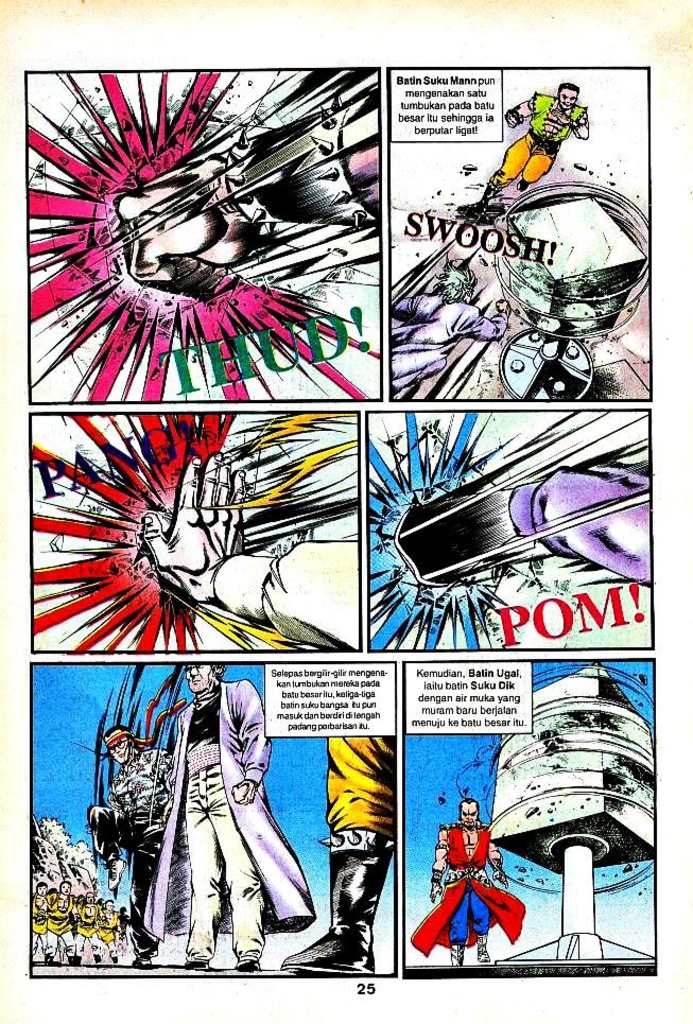 THUD!
Batin Suku Mann pun
mengenakan satu
tumbukan pada batu
besar itu sehingga ia
berputar ligat!
SWOOSH!
PANG!
POM!
Selepas bergilir-gilir mengena-
kan tumbukan mereka pada
batu besar itu, ketiga-tiga
batin suku bangsa itu pun
masuk dan berdiri di tengah
padang perbarisan itu.
Kemudian, Batin Ugal,
iaitu batin Suku Dik
dengan air muka yang
muram baru berjalan
menuju ke batu besar itu.
25